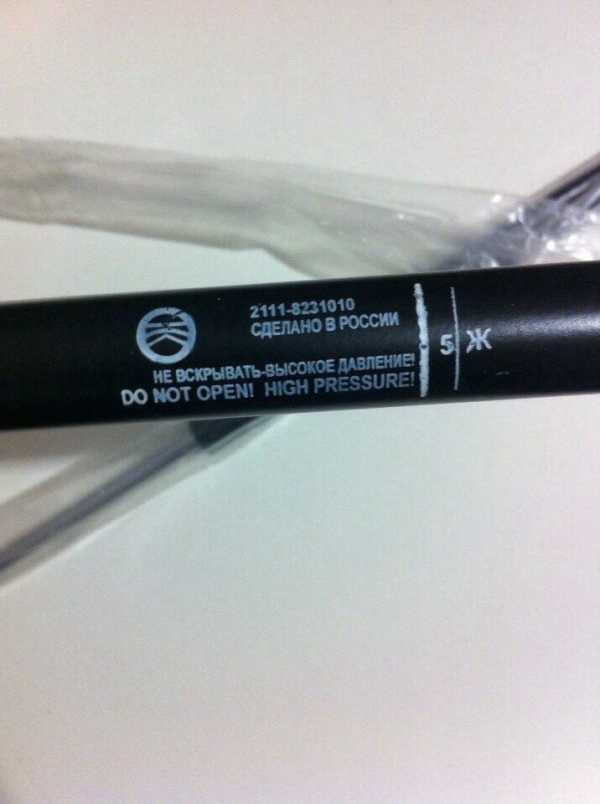 2111-8231010
СДЕЛАНО В РОССИИ
НЕ ВСКРЫВАТЬ-ВЫСОКОЕ ДАВЛЕНИЕ!
DO NOT OPEN! HIGH PRESSURE!
5 Ж